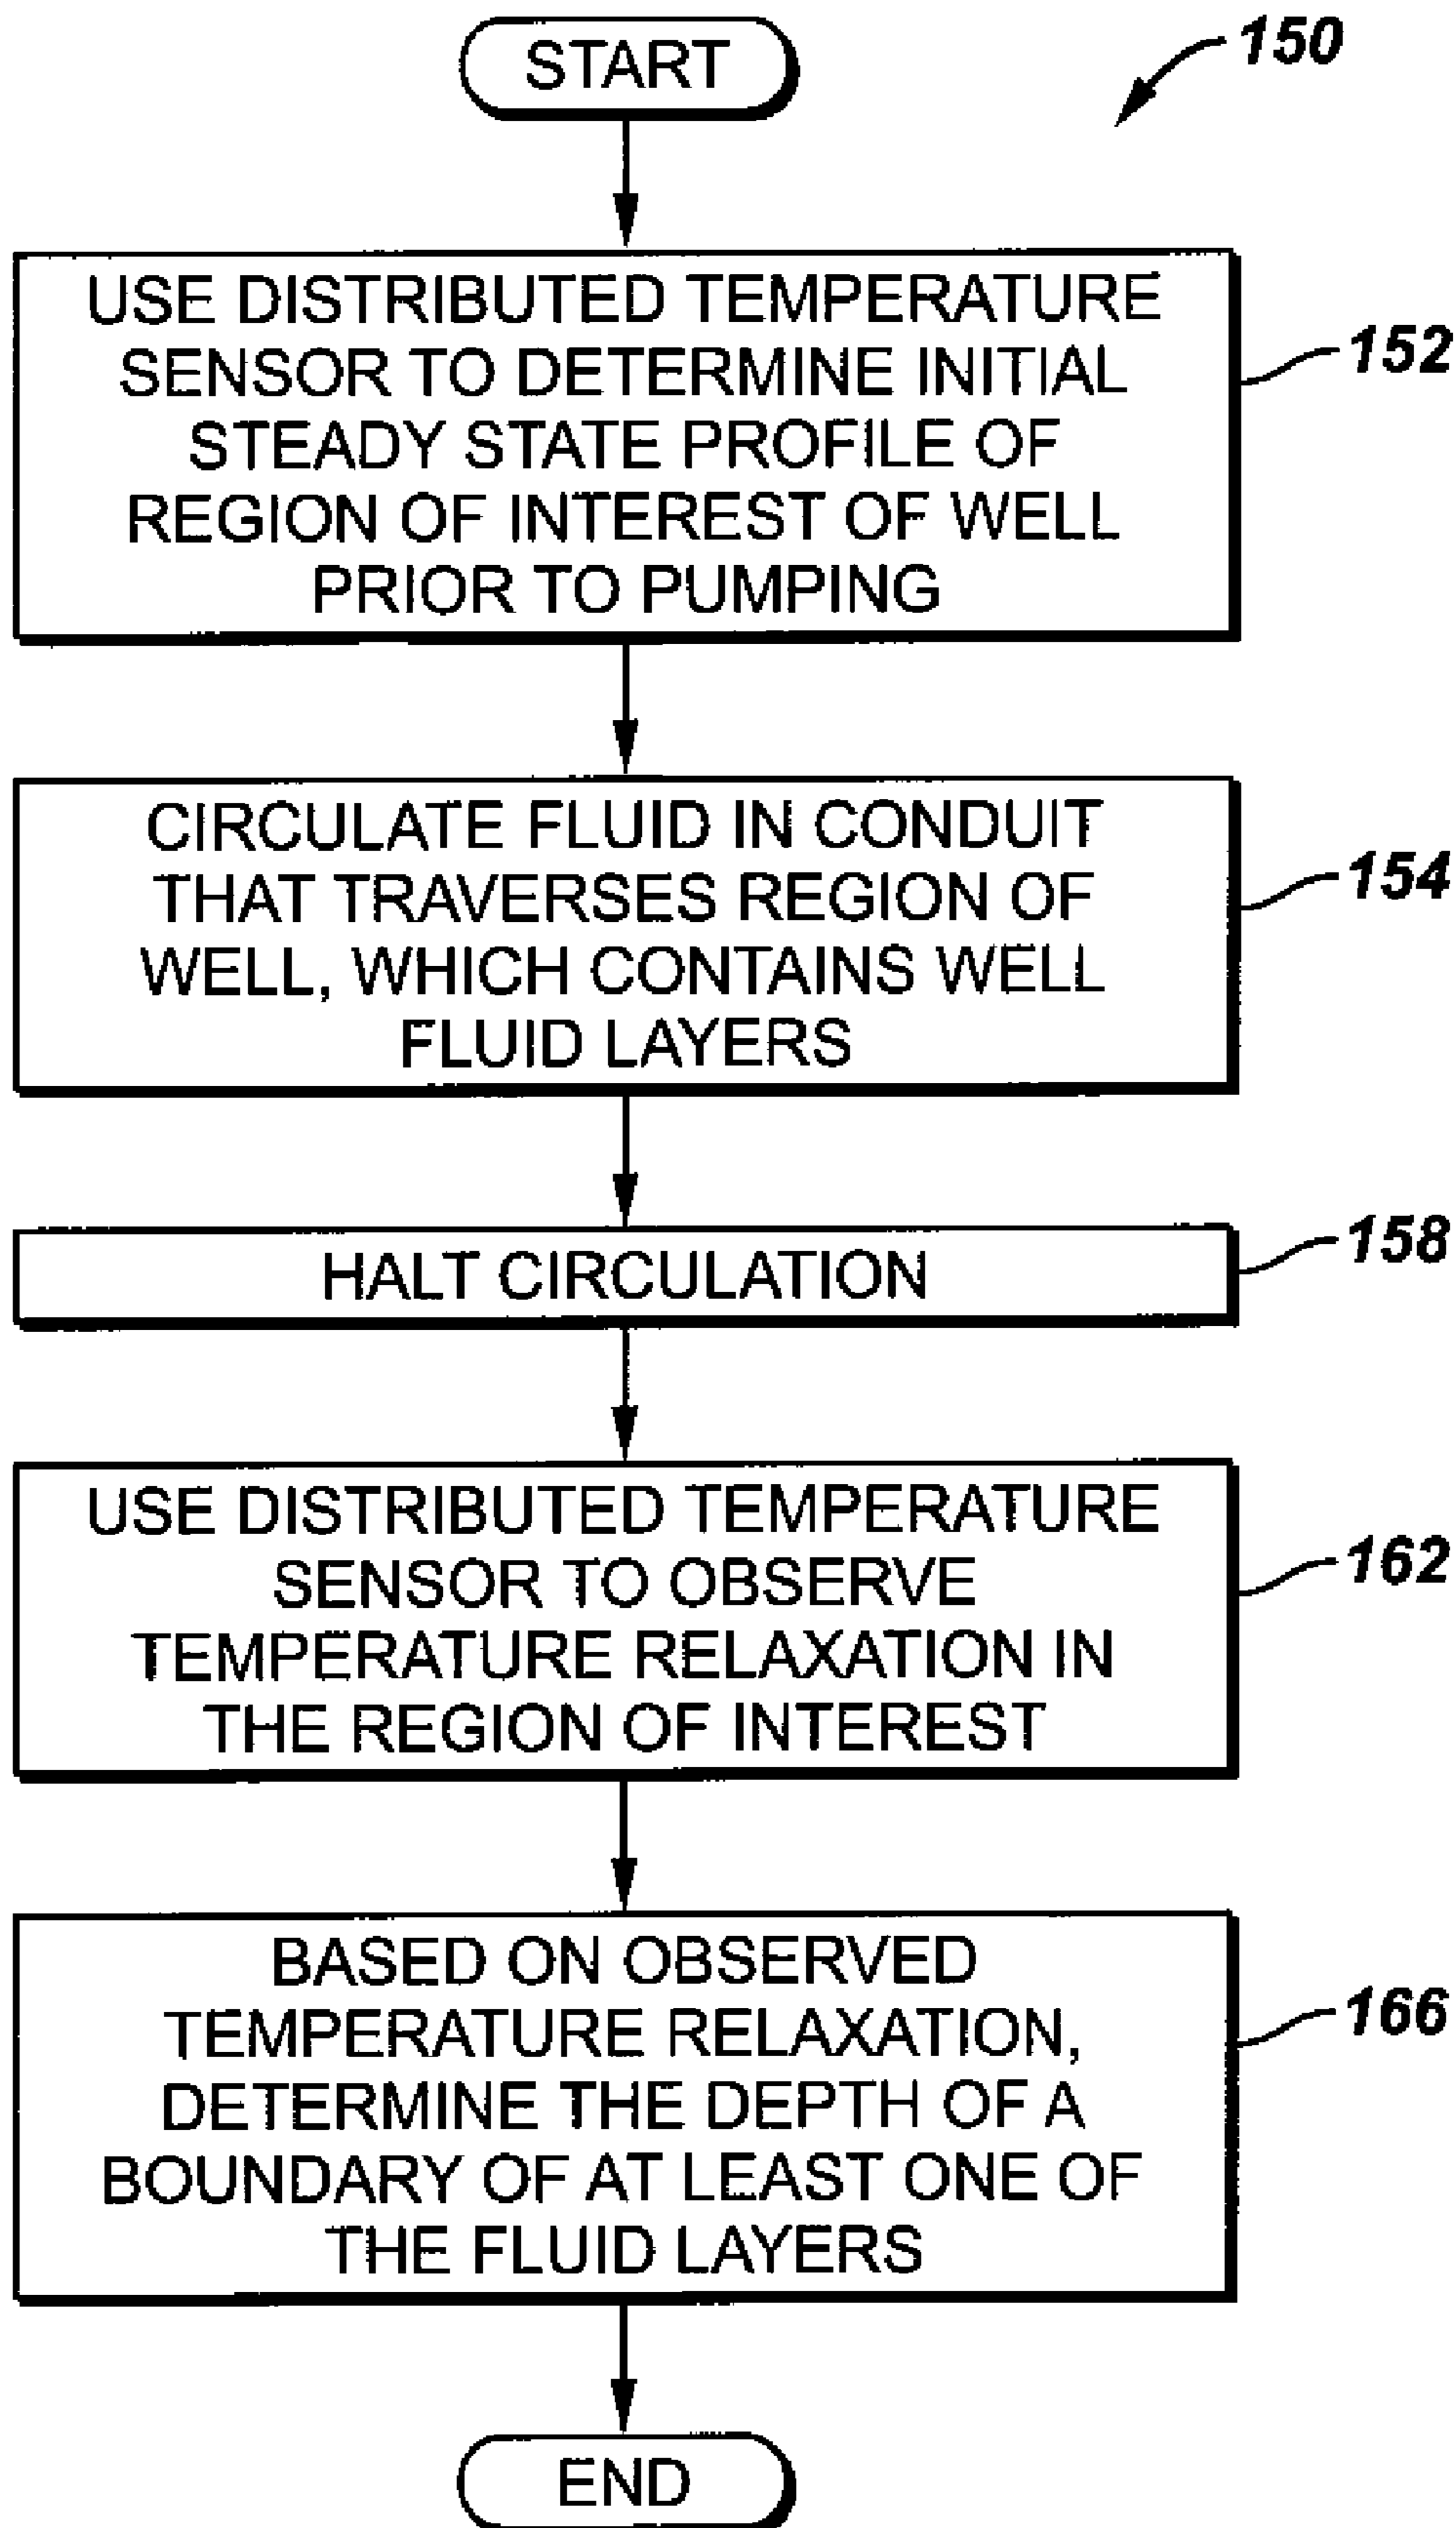 START
150
USE DISTRIBUTED TEMPERATURE
SENSOR TO DETERMINE INITIAL
STEADY STATE PROFILE OF
REGION OF INTEREST OF WELL
PRIOR TO PUMPING
152
CIRCULATE FLUID IN CONDUIT
THAT TRAVERSES REGION OF
WELL, WHICH CONTAINS WELL
FLUID LAYERS
154
HALT CIRCULATION
158
USE DISTRIBUTED TEMPERATURE
SENSOR TO OBSERVE
TEMPERATURE RELAXATION IN
THE REGION OF INTEREST
162
BASED ON OBSERVED
TEMPERATURE RELAXATION,
DETERMINE THE DEPTH OF A
BOUNDARY OF AT LEAST ONE OF
THE FLUID LAYERS
166
END